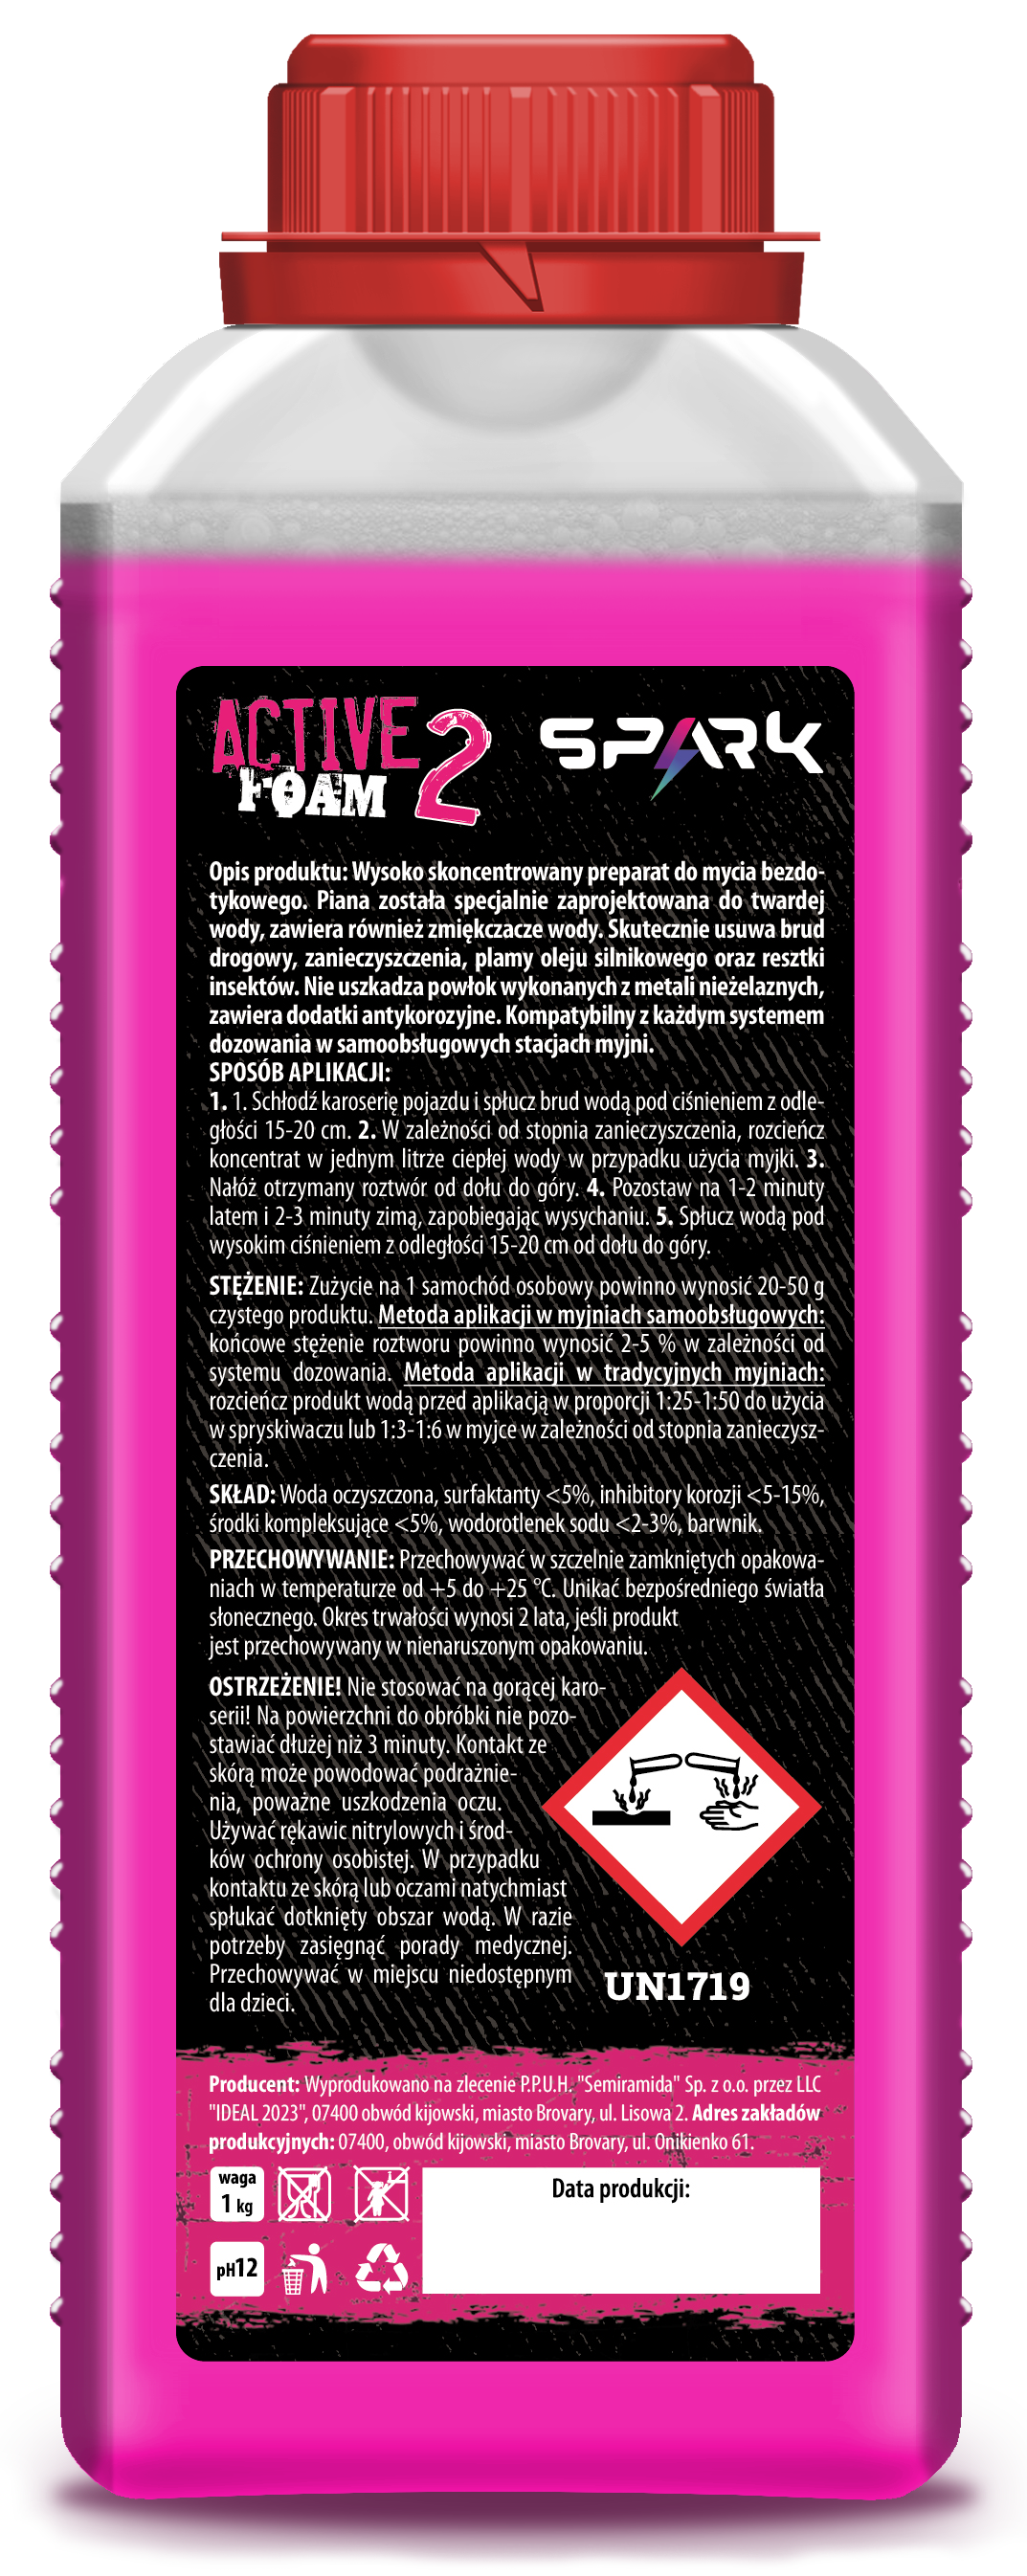 ACTIVE 2 SPARK
FOAM
Opis produktu: Wysoko skoncentrowany preparat do mycia bezdo-
tykowego. Piana została specjalnie zaprojektowana do twardej
wody, zawiera również zmiękczacze wody. Skutecznie usuwa brud
drogowy, zanieczyszczenia, plamy oleju silnikowego oraz resztki
insektów. Nie uszkadza powłok wykonanych z metali nieżelaznych,
zawiera dodatki antykorozyjne. Kompatybilny z każdym systemem
dozowania w samoobsługowych stacjach myjni.
SPOSÓB APLIKACJI:
1. 1. Schłodź karoserię pojazdu i spłucz brud wodą pod ciśnieniem z odle-
głości 15-20 cm. 2. W zależności od stopnia zanieczyszczenia, rozcieńcz
koncentrat w jednym litrze ciepłej wody w przypadku użycia myjki. 3.
Nałóż otrzymany roztwór od dołu do góry. 4. Pozostaw na 1-2 minuty
latem i 2-3 minuty zimą, zapobiegając wysychaniu. 5. Spłucz wodą pod
wysokim ciśnieniem z odległości 15-20 cm od dołu do góry.
STĘŻENIE: Zużycie na 1 samochód osobowy powinno wynosić 20-50 g
czystego produktu. Metoda aplikacji w myjniach samoobsługowych:
końcowe stężenie roztworu powinno wynosić 2-5 % w zależności od
systemu dozowania. Metoda aplikacji w tradycyjnych myjniach:
rozcieńcz produkt wodą przed aplikacją w proporcji 1:25-1:50 do użycia
w spryskiwaczu lub 1:3-1:6 w myjce w zależności od stopnia zanieczysz-
czenia.
SKŁAD: Woda oczyszczona, surfaktanty <5%, inhibitory korozji <5-15%,
środki kompleksujące <5%, wodorotlenek sodu <2-3%, barwnik.
PRZECHOWYWANIE: Przechowywać w szczelnie zamkniętych opakowa-
niach w temperaturze od +5 do +25 °C. Unikać bezpośredniego światła
słonecznego. Okres trwałości wynosi 2 lata, jeśli produkt
jest przechowywany w nienaruszonym opakowaniu.
OSTRZEŻENIE! Nie stosować na gorącej karo-
serii! Na powierzchni do obróbki nie pozo-
stawiać dłużej niż 3 minuty. Kontakt ze
skórą może powodować podrażnie-
nia, poważne uszkodzenia oczu.
Używać rękawic nitrylowych i środ-
ków ochrony osobistej. W przypadku
kontaktu ze skórą lub oczami natychmiast
spłukać dotknięty obszar wodą. W razie
potrzeby zasięgnąć porady medycznej.
Przechowywać w miejscu niedostępnym
dla dzieci.
UN1719
Producent: Wyprodukowano na zlecenie P.P.U.H. "Semiramida" Sp. z o.o. przez LLC
"IDEAL 2023", 07400 obwód kijowski, miasto Brovary, ul. Lisowa 2. Adres zakładów
produkcyjnych: 07400, obwód kijowski, miasto Brovary, ul. Onikienko 61.
waga
1 kg
Data produkcji:
pH12